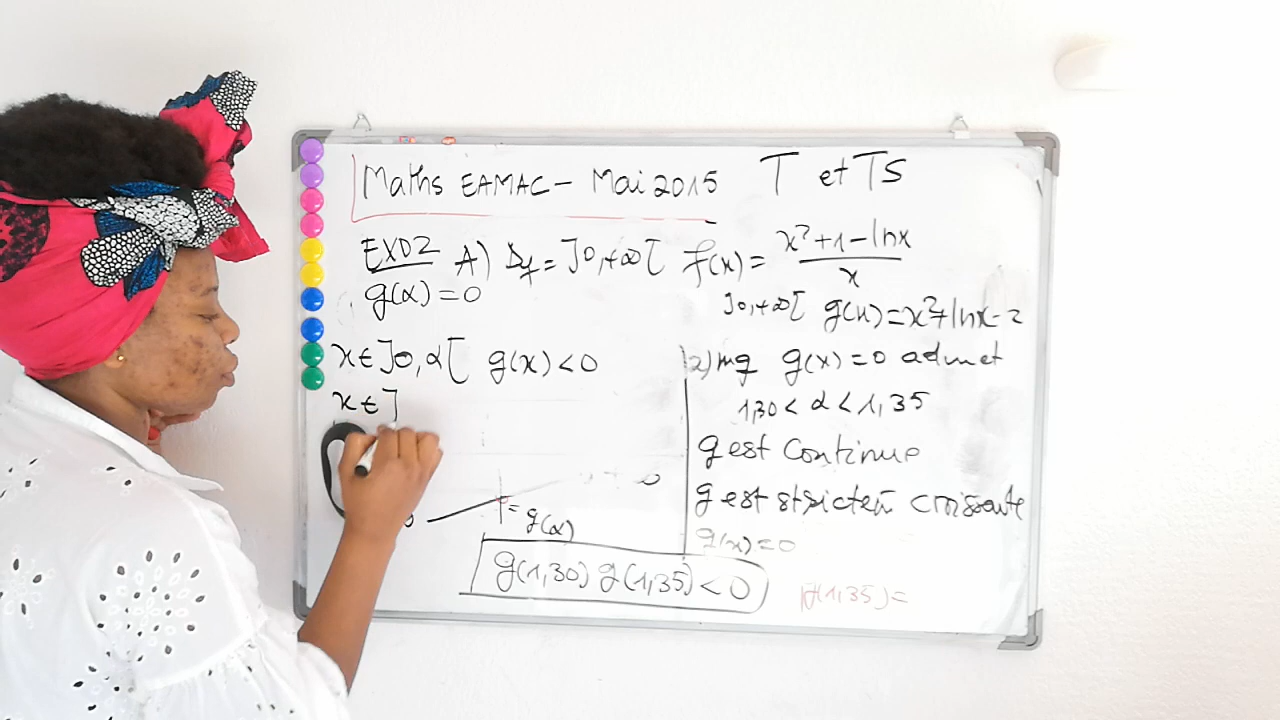 Maths EAMAC - Mai 2015 T et TS
EXO2 A) Df = ]0,+∞[ f(x) = (x² + 1 - lnx)/x
g(α) = 0
]0,+∞[ g(x) = x² + lnx - 2
x ∈ ]0, α[ g(x) < 0
x ∈ ]
2) mq g(x) = 0 admet
1,30 < α < 1,35
g est continue
g est strictent croissante
g(x) = 0
= g(α)
g(1,30) g(1,35) < 0
g(1,35) =